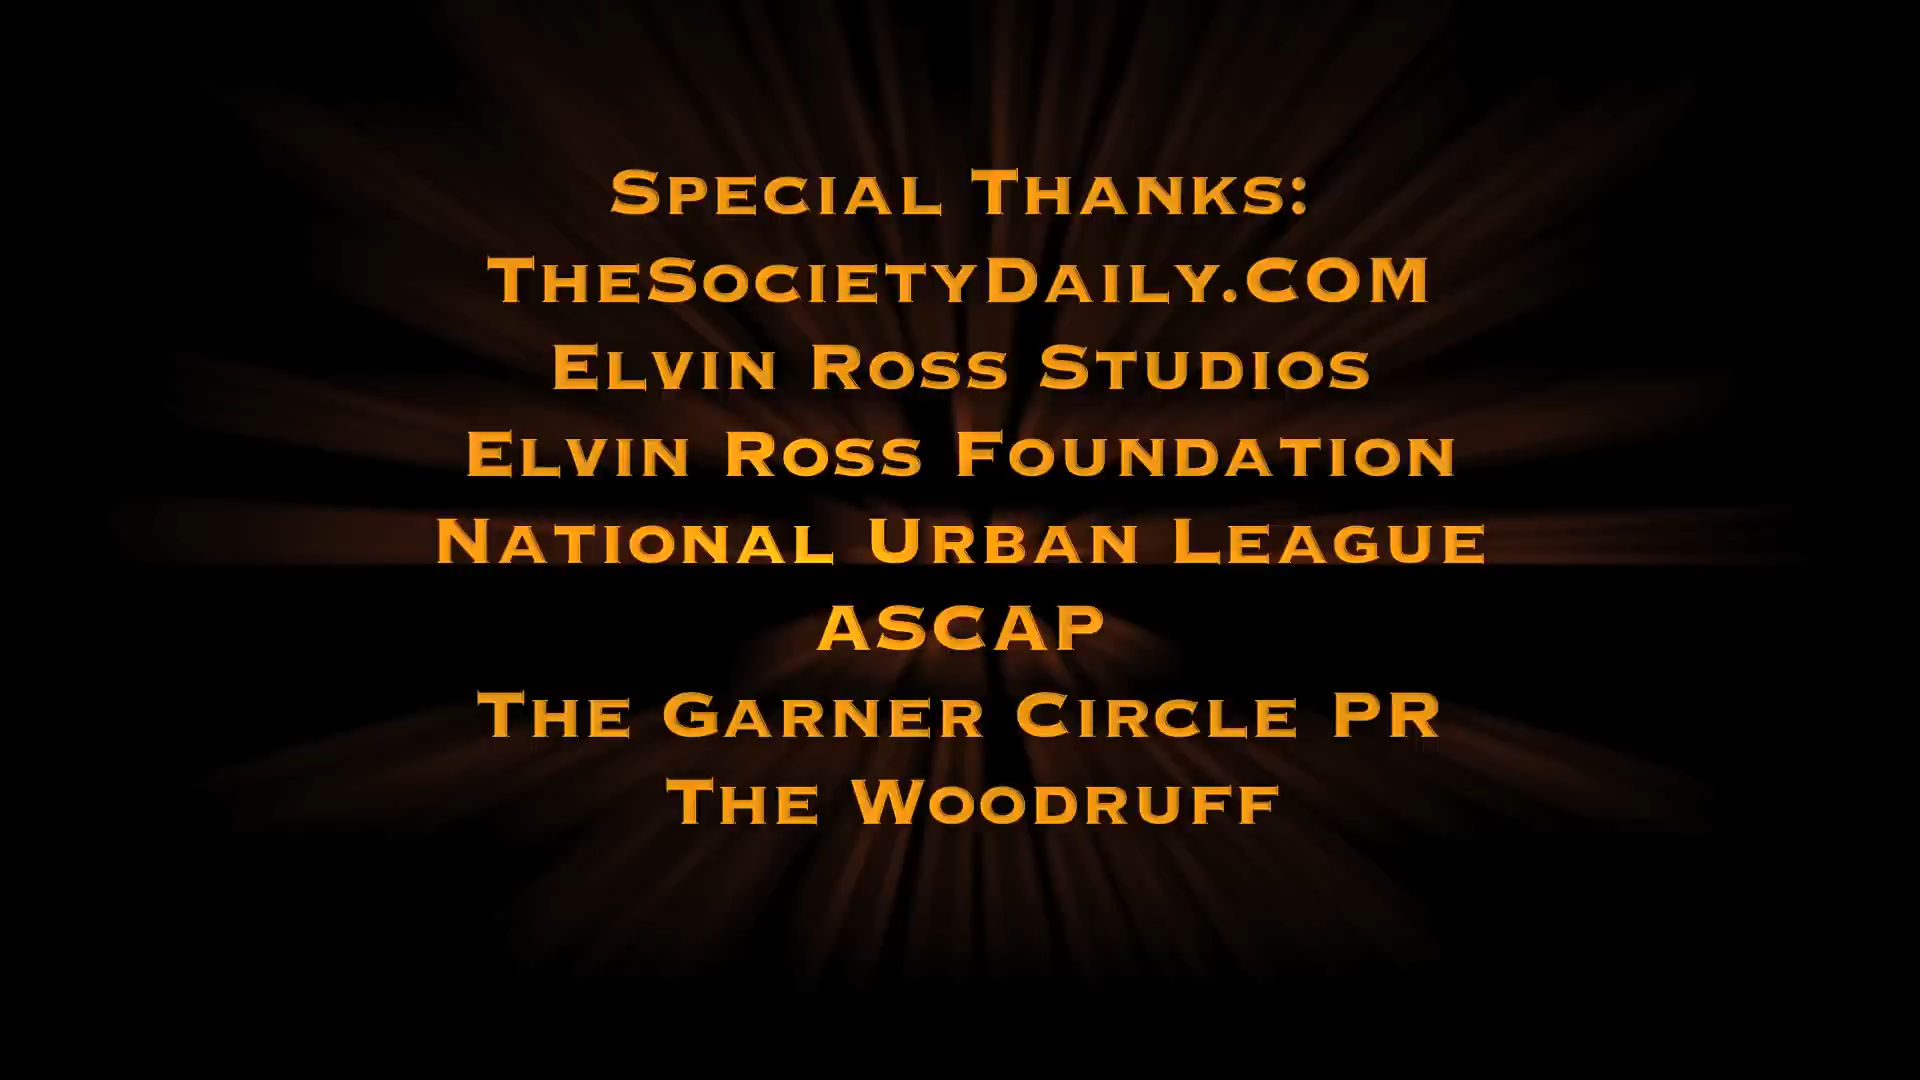 Special Thanks:
TheSocietyDaily.COM
Elvin Ross Studios
Elvin Ross Foundation
National Urban League
ASCAP
The Garner Circle PR
The Woodruff